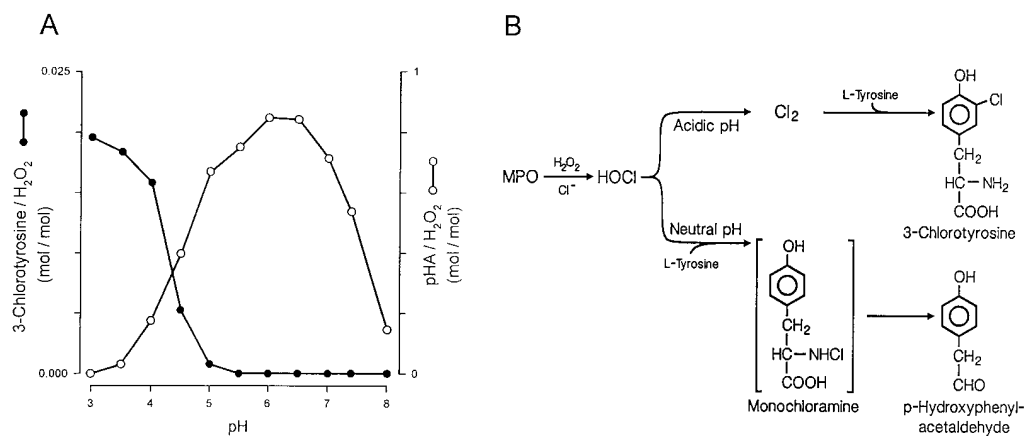 A
0.025
0.000
3-Chlorotyrosine / H₂O₂
(mol / mol)
3
4
5
6
7
8
pH
1
0
pHA / H₂O₂
(mol / mol)
B
MPO
H₂O₂
Cl⁻
HOCl
Acidic pH
Cl₂
L-Tyrosine
OH
Cl
CH₂
HC NH₂
COOH
3-Chlorotyrosine
Neutral pH
L-Tyrosine
OH
CH₂
HC NHCl
COOH
Monochloramine
OH
CH₂
CHO
p-Hydroxyphenyl-
acetaldehyde